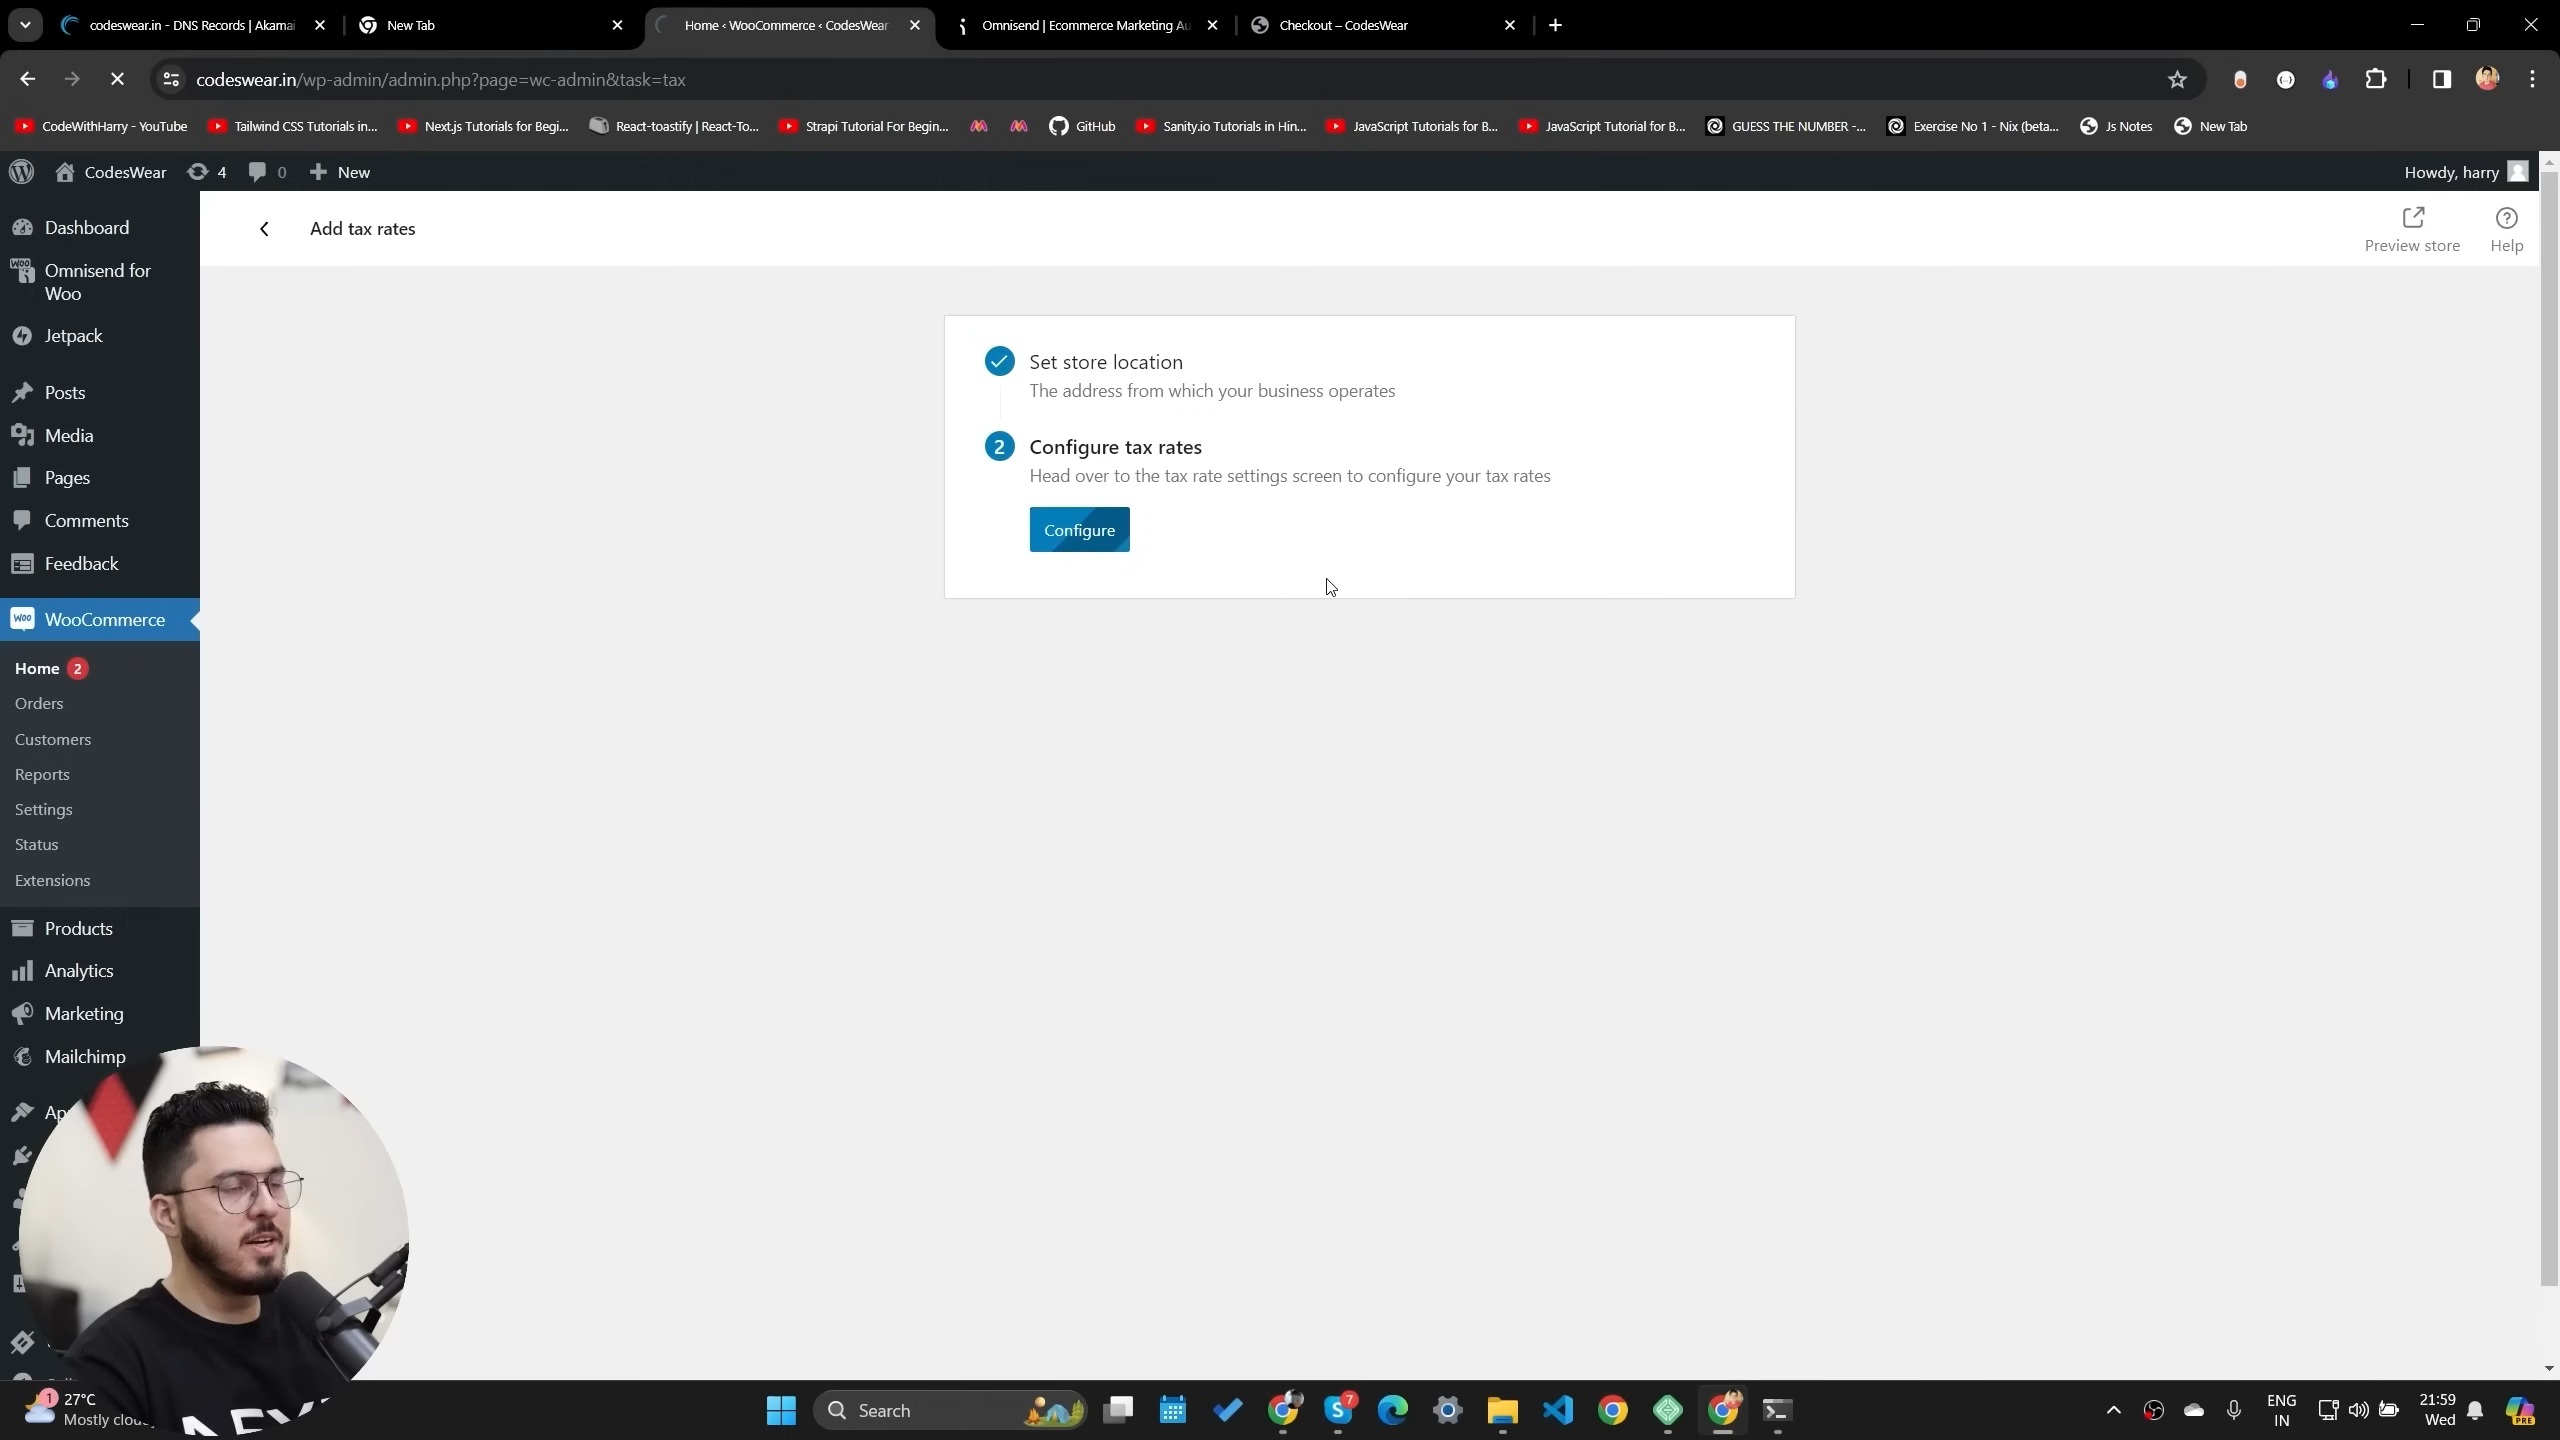 codeswear.in - DNS Records | Akamai
New Tab
Home ‹ WooCommerce ‹ CodesWear
Omnisend | Ecommerce Marketing Au
Checkout – CodesWear
codeswear.in/wp-admin/admin.php?page=wc-admin&task=tax
CodeWithHarry - YouTube
Tailwind CSS Tutorials in...
Next.js Tutorials for Begi...
React-toastify | React-To...
Strapi Tutorial For Begin...
GitHub
Sanity.io Tutorials in Hin...
JavaScript Tutorials for B...
JavaScript Tutorial for B...
GUESS THE NUMBER -...
Exercise No 1 - Nix (beta...
Js Notes
New Tab
CodesWear
4
0
New
Howdy, harry
Dashboard
Omnisend for
Woo
Jetpack
Posts
Media
Pages
Comments
Feedback
WooCommerce
Home 2
Orders
Customers
Reports
Settings
Status
Extensions
Products
Analytics
Marketing
Mailchimp
Add tax rates
Preview store
Help
Set store location
The address from which your business operates
2
Configure tax rates
Head over to the tax rate settings screen to configure your tax rates
Configure
1
27°C
Mostly
Search
7
ENG
IN
21:59
Wed
PRE